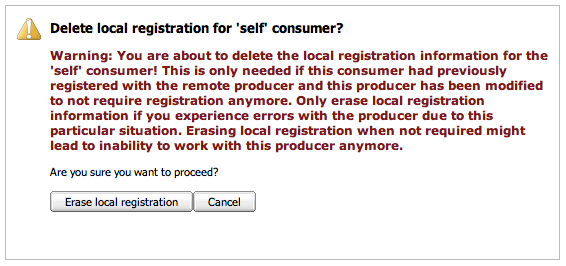 Delete local registration for 'self' consumer?
Warning: You are about to delete the local registration information for the
'self' consumer! This is only needed if this consumer had previously
registered with the remote producer and this producer has been modified
to not require registration anymore. Only erase local registration
information if you experience errors with the producer due to this
particular situation. Erasing local registration when not required might
lead to inability to work with this producer anymore.
Are you sure you want to proceed?
Erase local registration Cancel